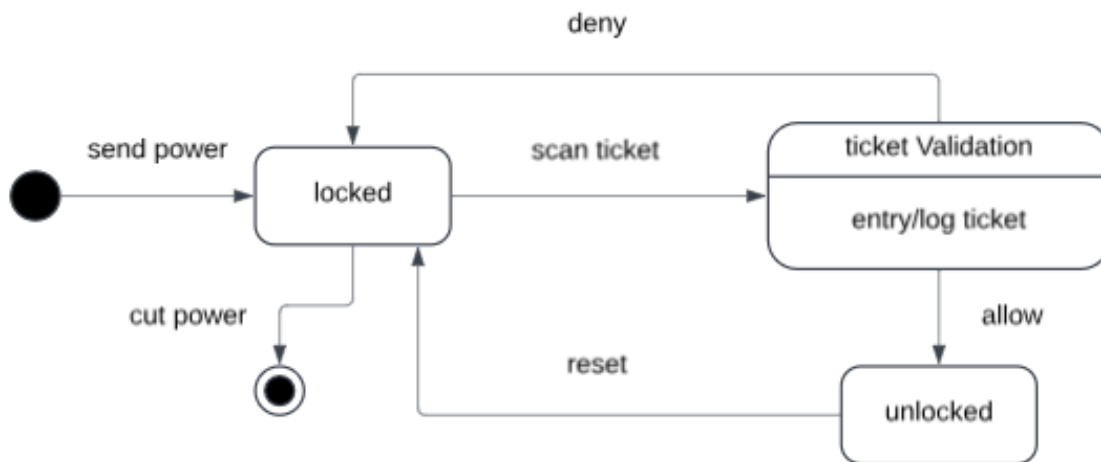 deny
send power
scan ticket
ticket Validation
locked
entry/log ticket
cut power
allow
reset
unlocked